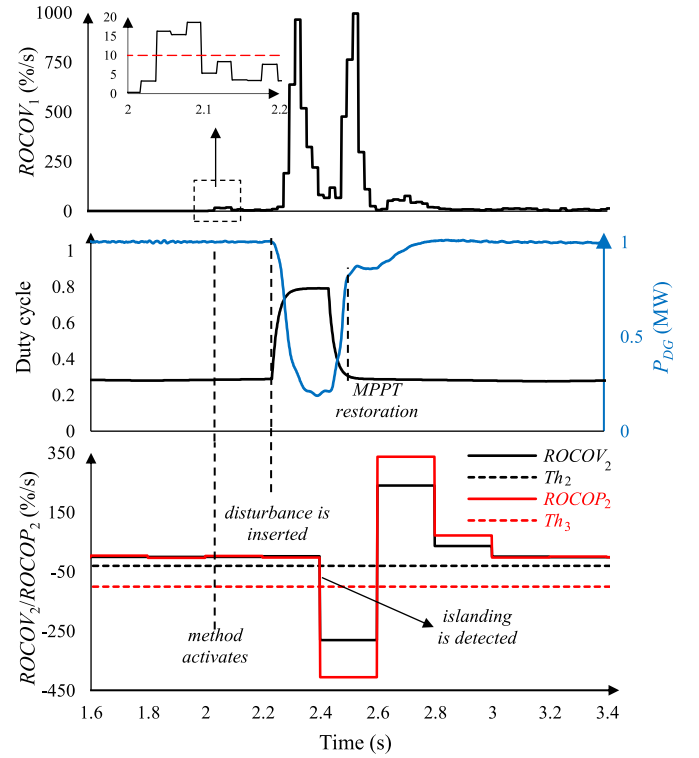 20
15
10
5
0
2
2.1
2.2
1000
750
500
250
0
ROCOV1 (%/s)
1
0.8
0.6
0.4
0.2
0
Duty cycle
1
0.5
0
PDG (MW)
MPPT
restoration
350
150
-50
-250
-450
ROCOV2/ROCOP2 (%/s)
ROCOV2
Th2
ROCOP2
Th3
disturbance is
inserted
method
activates
islanding
is detected
1.6
1.8
2
2.2
2.4
2.6
2.8
3
3.2
3.4
Time (s)